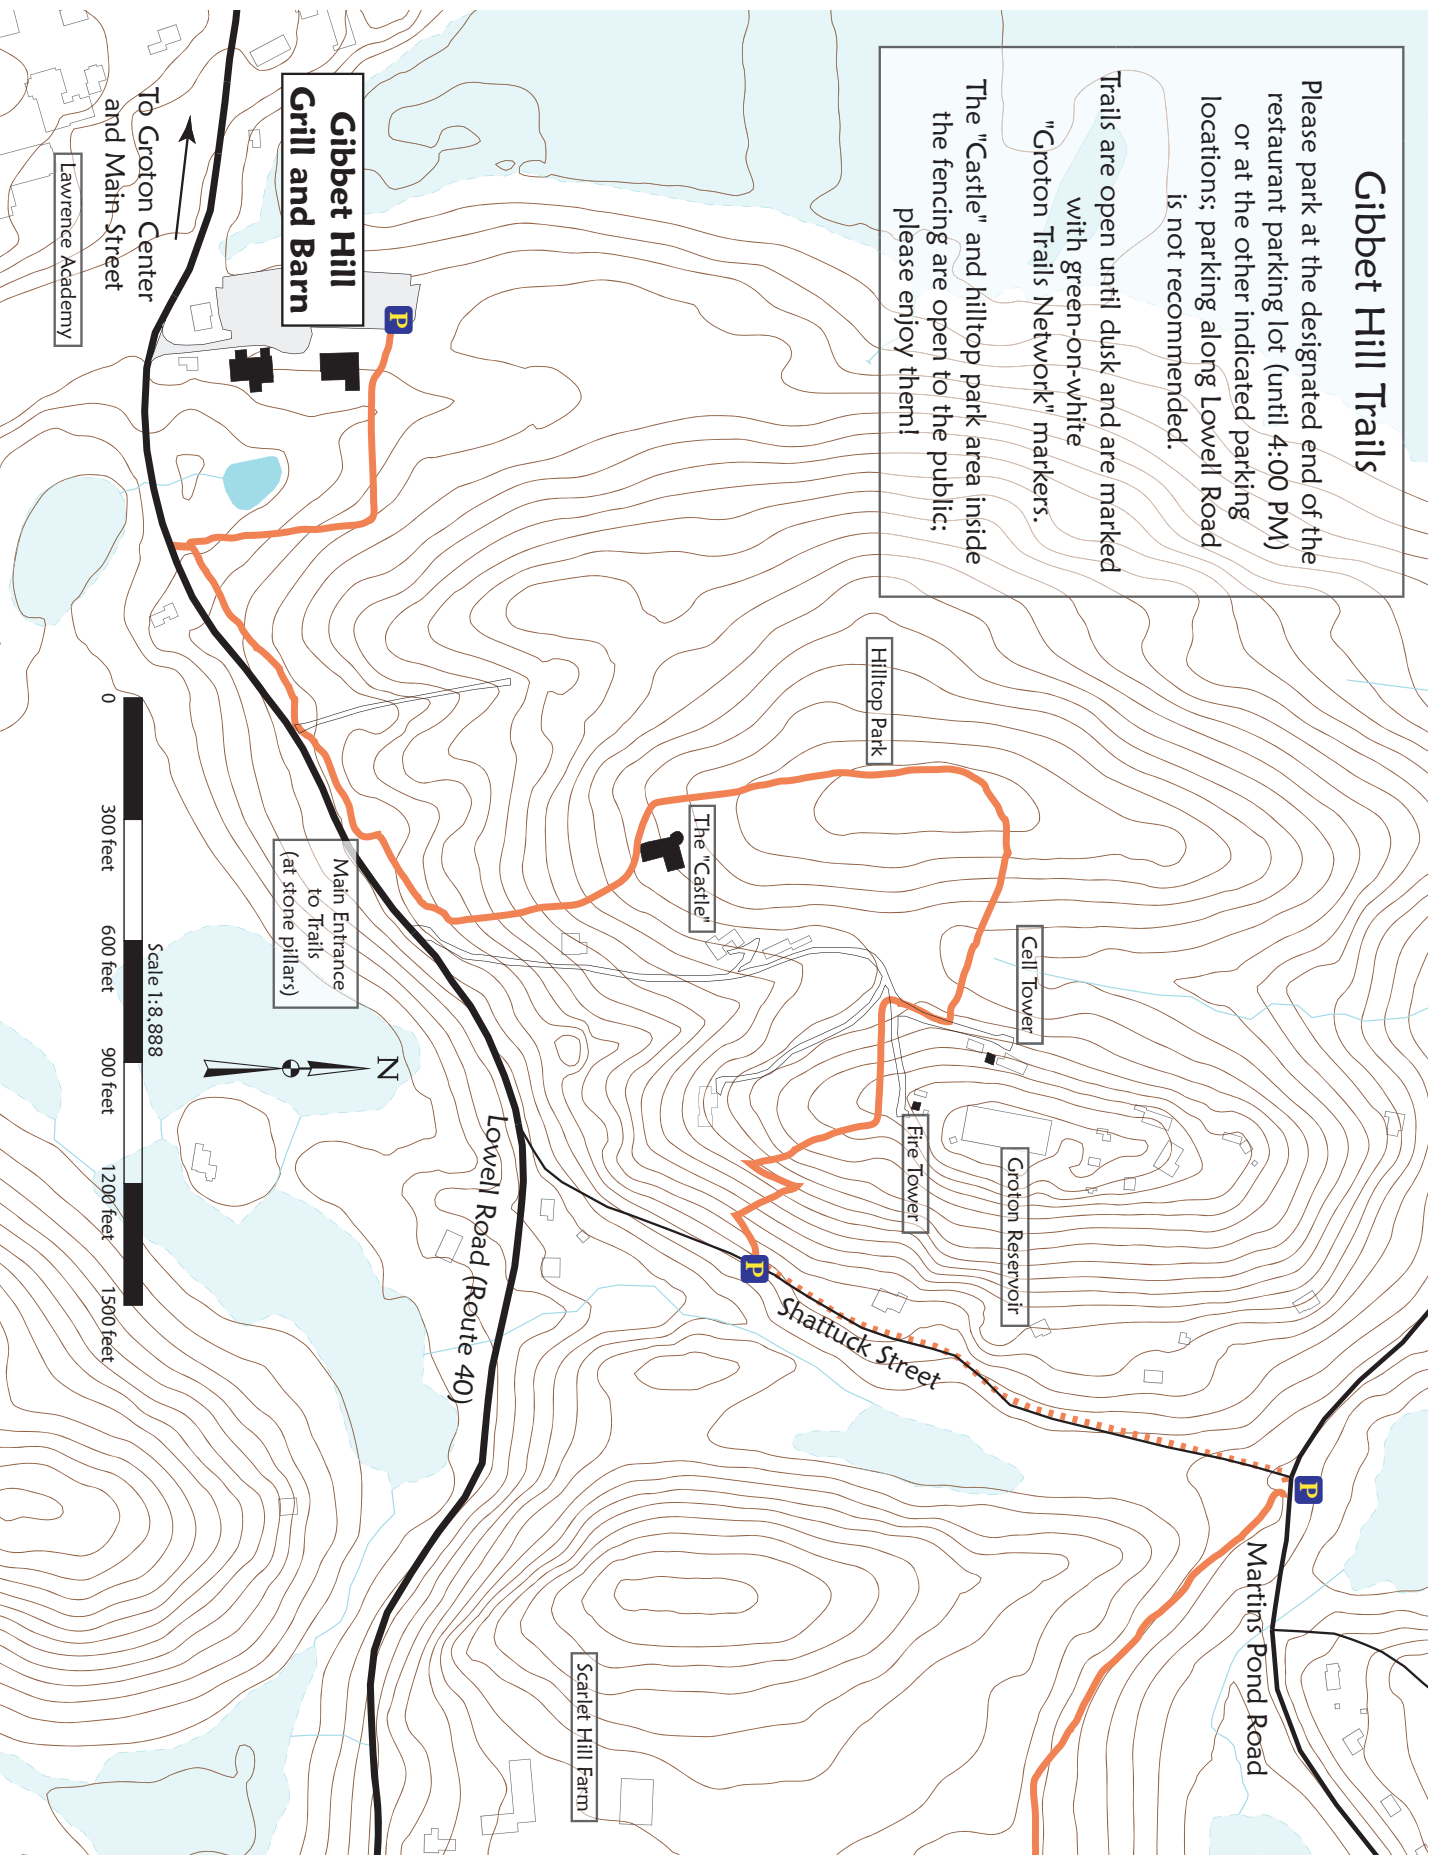 Gibbet Hill Trails
Please park at the designated end of the
restaurant parking lot (until 4:00 PM)
or at the other indicated parking
locations; parking along Lowell Road
is not recommended.
Trails are open until dusk and are marked
with green-on-white
"Groton Trails Network" markers.
The "Castle" and hilltop park area inside
the fencing are open to the public;
please enjoy them!
Gibbet Hill
Grill and Barn
P
To Groton Center
and Main Street
Lawrence Academy
Hilltop Park
The "Castle"
Cell Tower
Fire Tower
Groton Reservoir
Main Entrance
to Trails
(at stone pillars)
N
Lowell Road (Route 40)
P
Shattuck Street
P
Martins Pond Road
Scarlet Hill Farm
Scale 1:8,888
0
300 feet
600 feet
900 feet
1200 feet
1500 feet